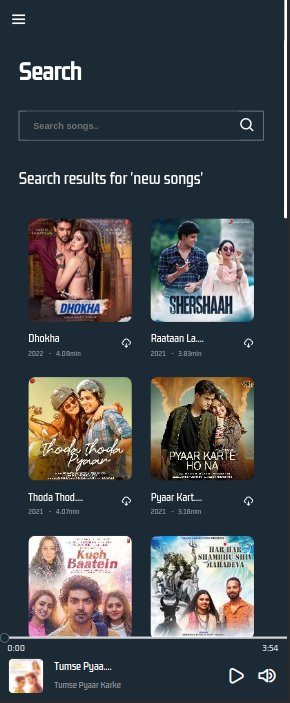 Search
Search songs..
Search results for 'new songs'
DHOKHA
SHERSHAAH
Dhokha
Raataan La....
2022 - 4.08min
2021 - 3.83min
Thoda Thoda
Pyaar
PYAAR KARTE
HO NA
Thoda Thod....
Pyaar Kart....
2021 - 4.07min
2021 - 3.18min
Kuch
Baatein
HAR HAR
SHAMBHU SHIV
MAHADEVA
0:00
3:54
Tumse Pyaa....
Tumse Pyaar Karke